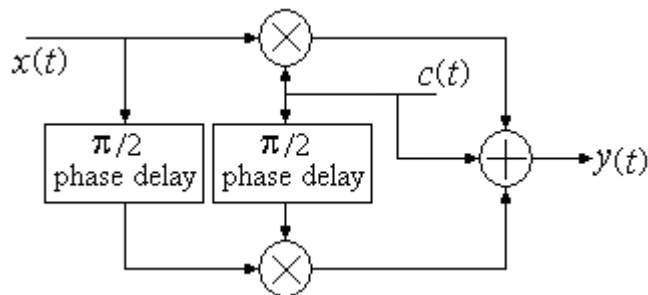 x(t)
c(t)
π/2
phase delay
π/2
phase delay
y(t)